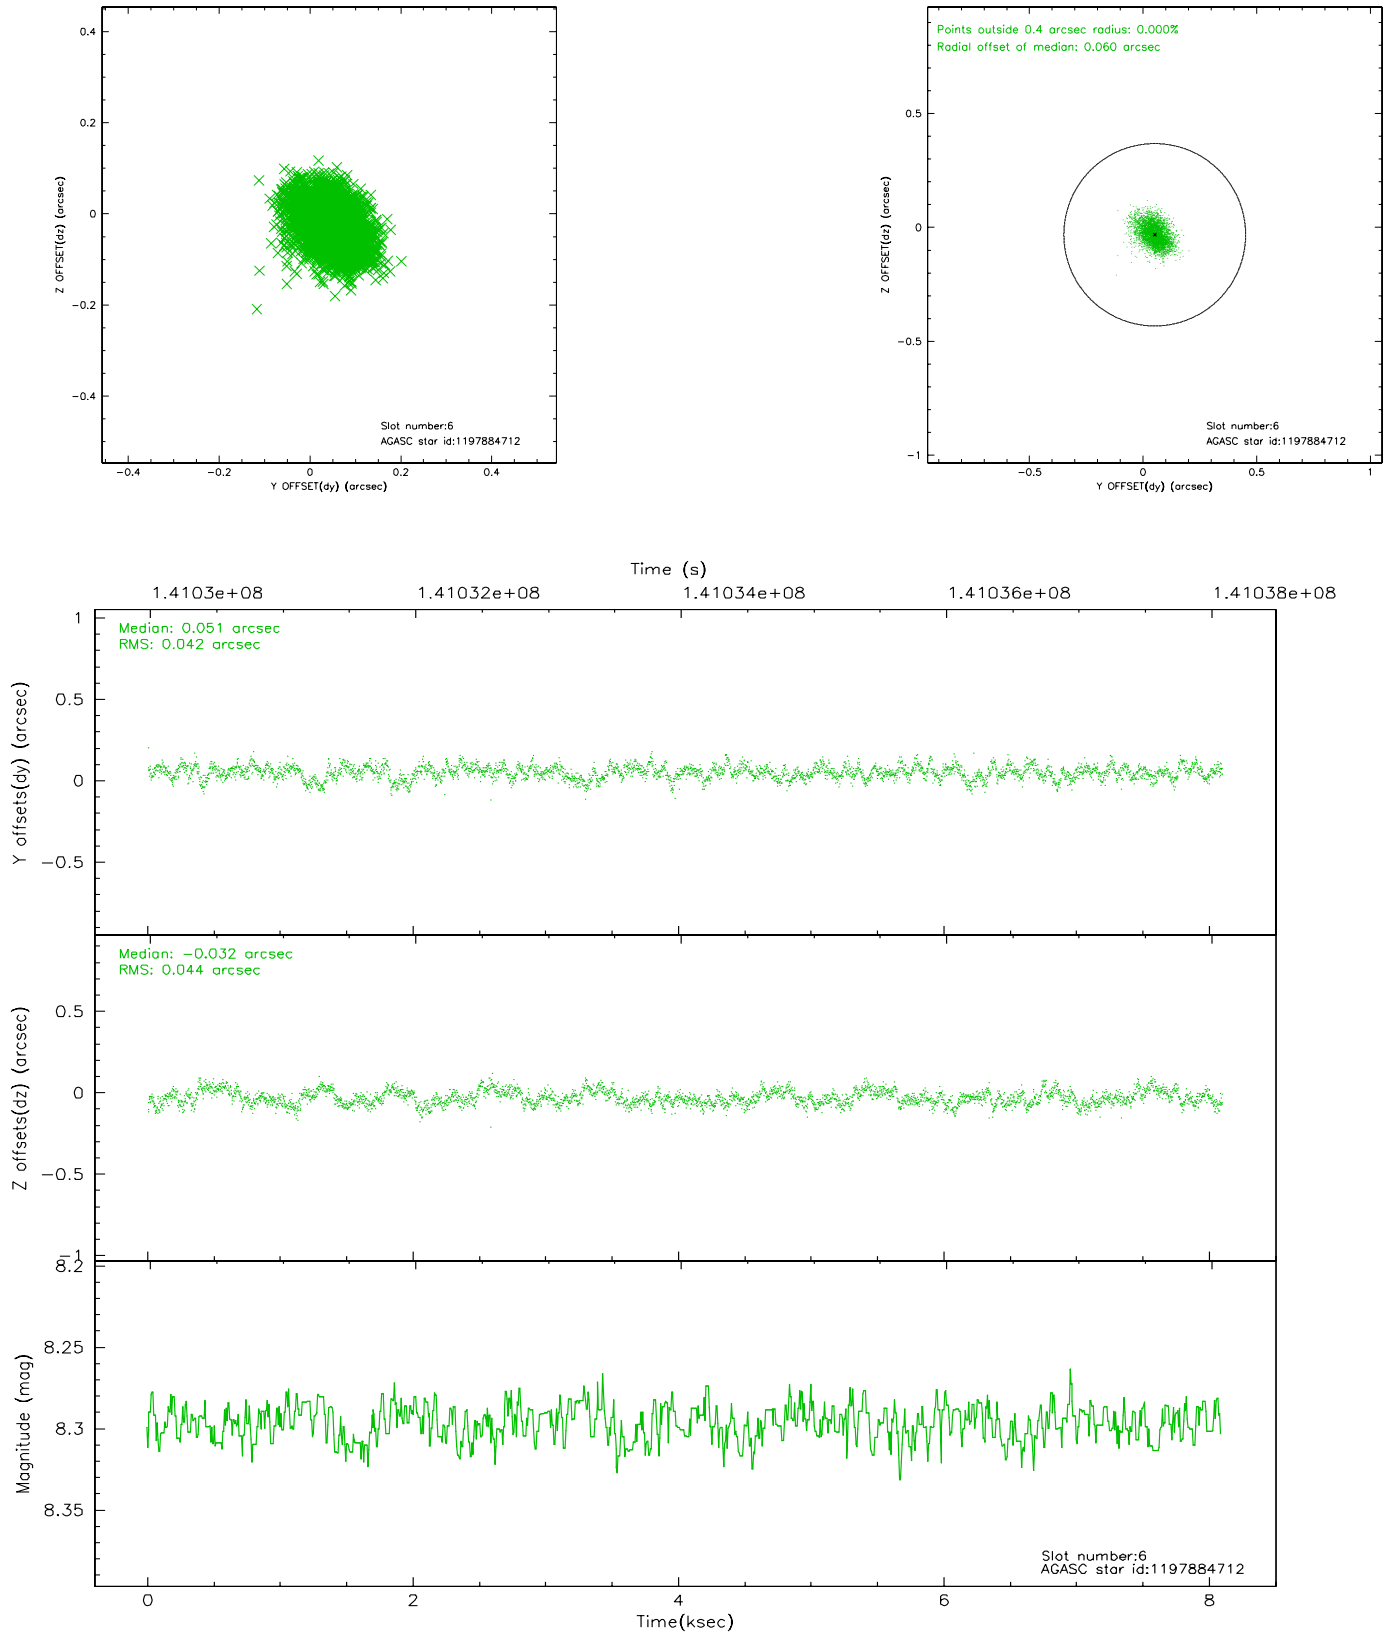 0.4
0.2
0
−0.2
−0.4
Z OFFSET(dz) (arcsec)
Slot number:6
AGASC star id:1197884712
−0.4 −0.2 0 0.2 0.4
Y OFFSET(dy) (arcsec)
Points outside 0.4 arcsec radius: 0.000%
Radial offset of median: 0.060 arcsec
0.5
0
−0.5
−1
Z OFFSET(dz) (arcsec)
Slot number:6
AGASC star id:1197884712
−0.5 0 0.5 1
Y OFFSET(dy) (arcsec)
Time (s)
1.4103e+08 1.41032e+08 1.41034e+08 1.41036e+08 1.41038e+08
Median: 0.051 arcsec
RMS: 0.042 arcsec
1
0.5
0
−0.5
Y offsets(dy) (arcsec)
Median: −0.032 arcsec
RMS: 0.044 arcsec
0.5
0
−0.5
−1
Z offsets(dz) (arcsec)
8.2
8.25
8.3
8.35
Magnitude (mag)
Slot number:6
AGASC star id:1197884712
0 2 4 6 8
Time(ksec)